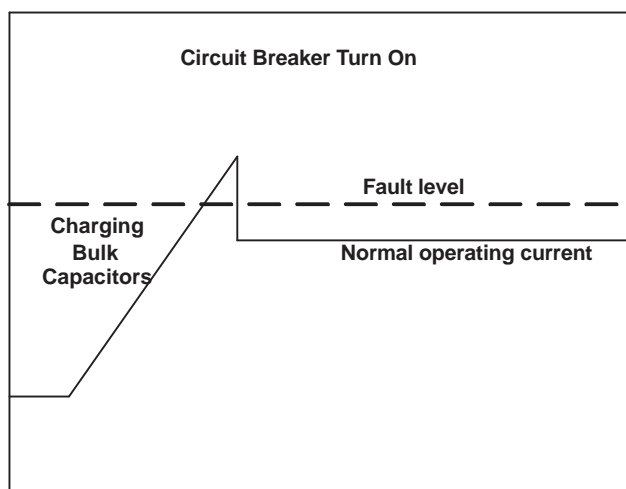 Circuit Breaker Turn On
Fault level
Charging
Bulk
Capacitors
Normal operating current